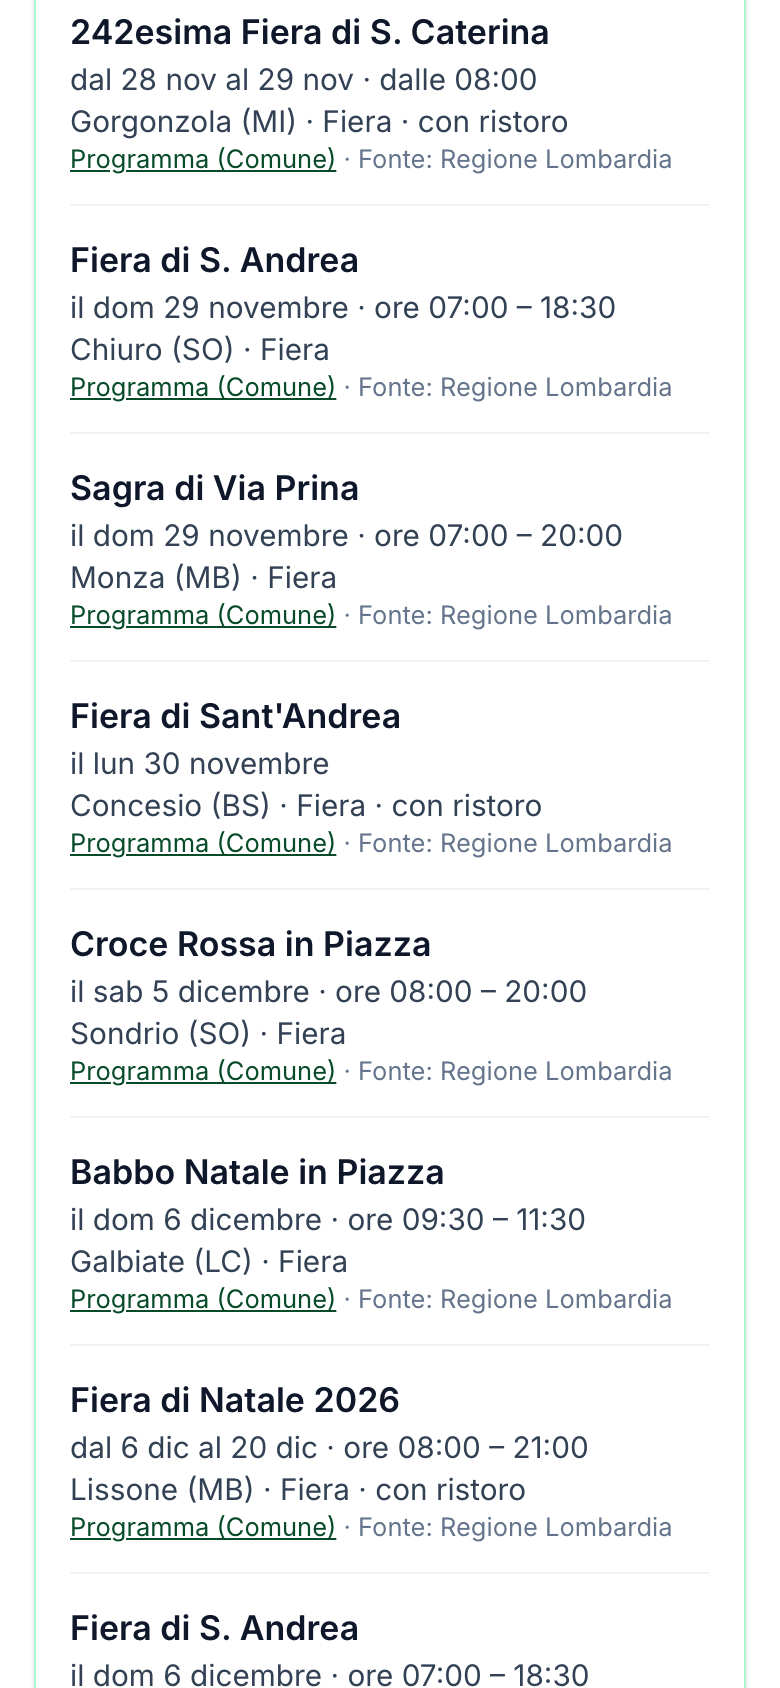 242esima Fiera di S. Caterina
dal 28 nov al 29 nov · dalle 08:00
Gorgonzola (MI) · Fiera · con ristoro
Programma (Comune) · Fonte: Regione Lombardia
Fiera di S. Andrea
il dom 29 novembre · ore 07:00 – 18:30
Chiuro (SO) · Fiera
Programma (Comune) · Fonte: Regione Lombardia
Sagra di Via Prina
il dom 29 novembre · ore 07:00 – 20:00
Monza (MB) · Fiera
Programma (Comune) · Fonte: Regione Lombardia
Fiera di Sant'Andrea
il lun 30 novembre
Concesio (BS) · Fiera · con ristoro
Programma (Comune) · Fonte: Regione Lombardia
Croce Rossa in Piazza
il sab 5 dicembre · ore 08:00 – 20:00
Sondrio (SO) · Fiera
Programma (Comune) · Fonte: Regione Lombardia
Babbo Natale in Piazza
il dom 6 dicembre · ore 09:30 – 11:30
Galbiate (LC) · Fiera
Programma (Comune) · Fonte: Regione Lombardia
Fiera di Natale 2026
dal 6 dic al 20 dic · ore 08:00 – 21:00
Lissone (MB) · Fiera · con ristoro
Programma (Comune) · Fonte: Regione Lombardia
Fiera di S. Andrea
il dom 6 dicembre · ore 07:00 – 18:30